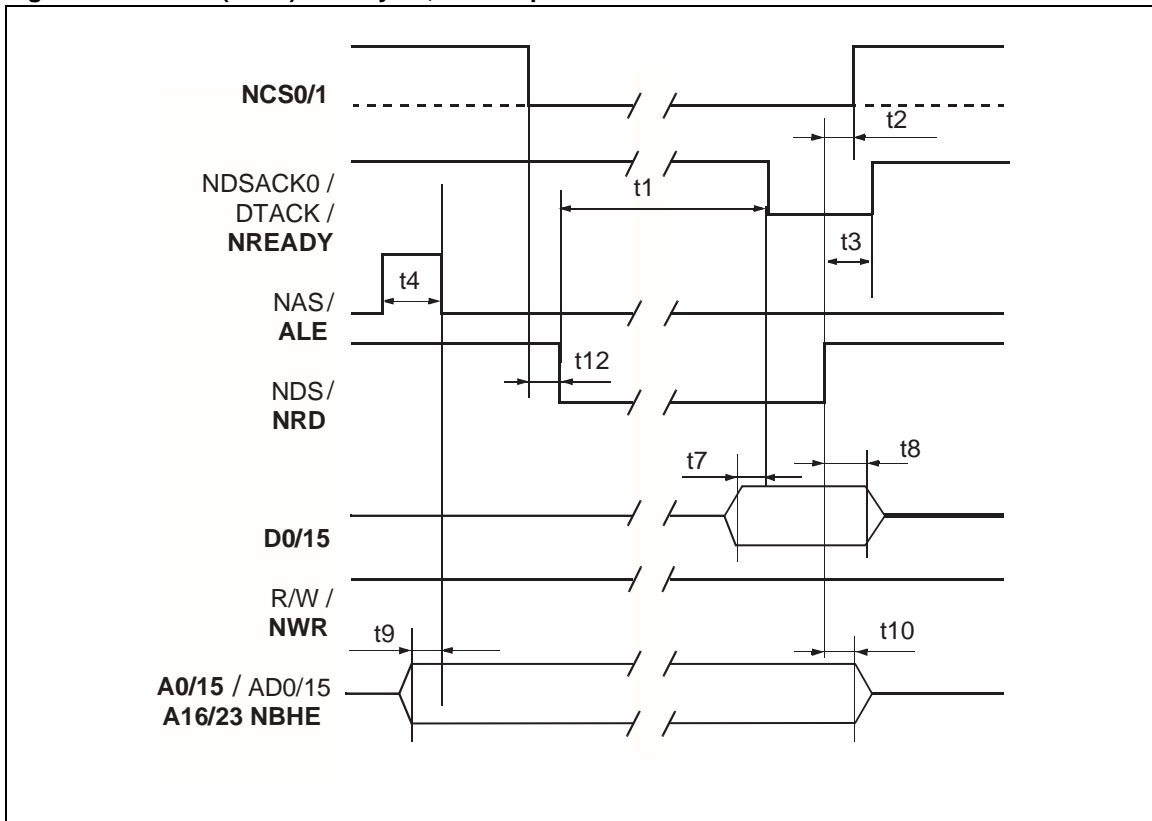 NCS0/1
t2
NDSACK0 /
DTACK /
NREADY
t1
t3
t4
NAS/
ALE
t12
NDS/
NRD
t7
t8
D0/15
R/W /
NWR
t9
t10
A0/15 / AD0/15
A16/23 NBHE